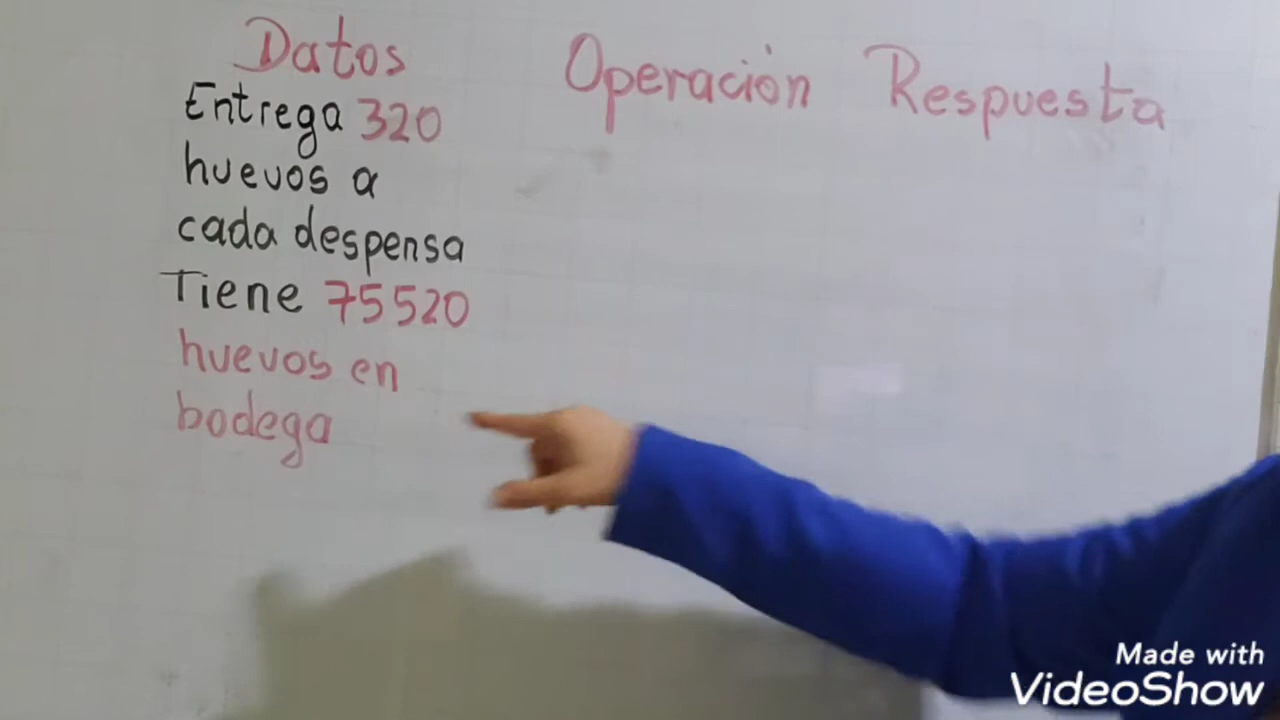 Datos
Operación
Respuesta
Entrega 320
huevos a
cada despensa
Tiene 75520
huevos en
bodega
Made with
VideoShow